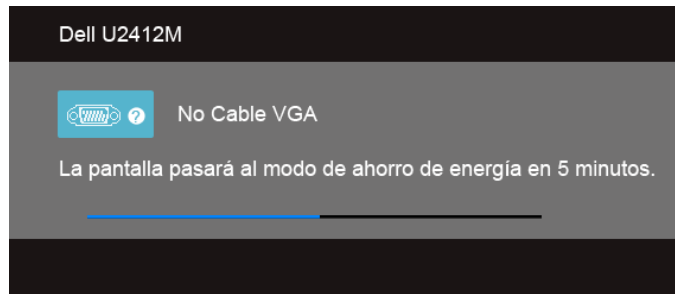 Dell U2412M
? No Cable VGA
La pantalla pasará al modo de ahorro de energía en 5 minutos.